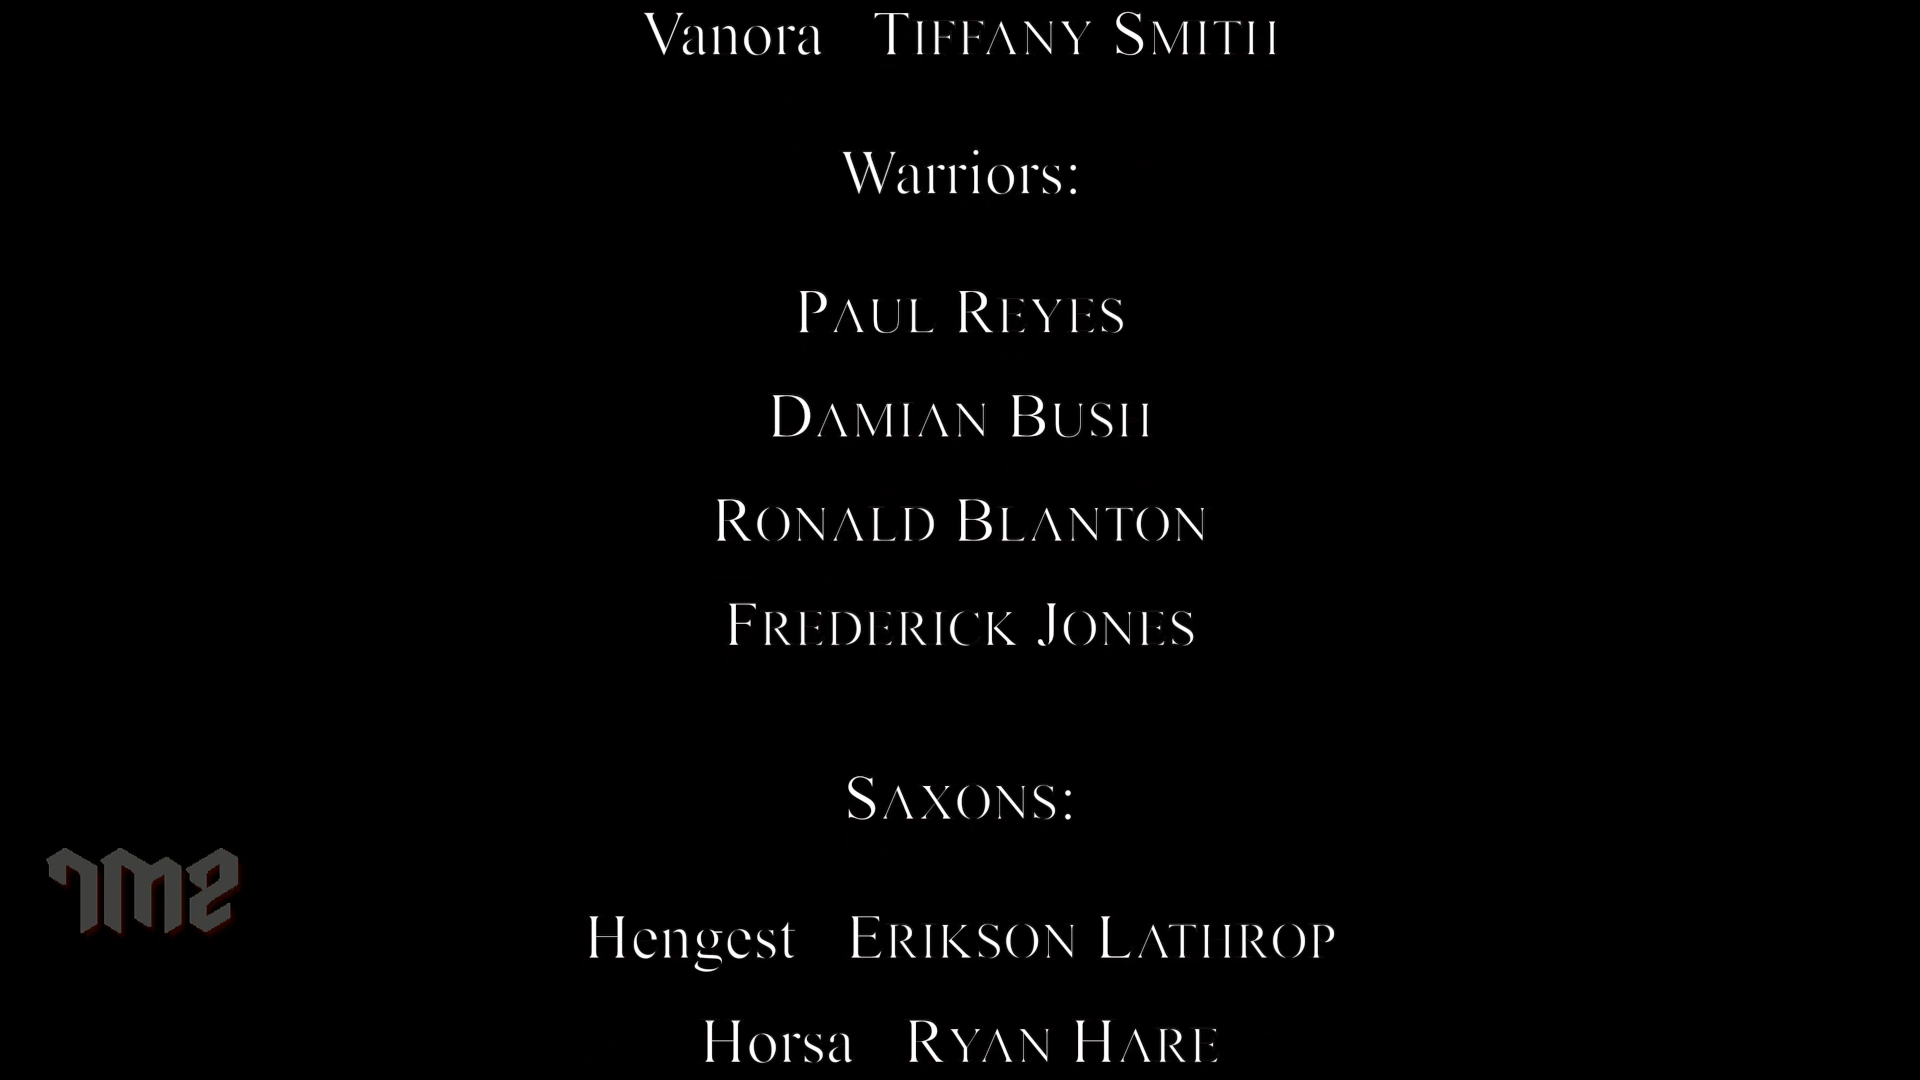 Vanora Tiffany Smith
Warriors:
Paul Reyes
Damian Bush
Ronald Blanton
Frederick Jones
Saxons:
Hengest Erikson Lathrop
Horsa Ryan Hare